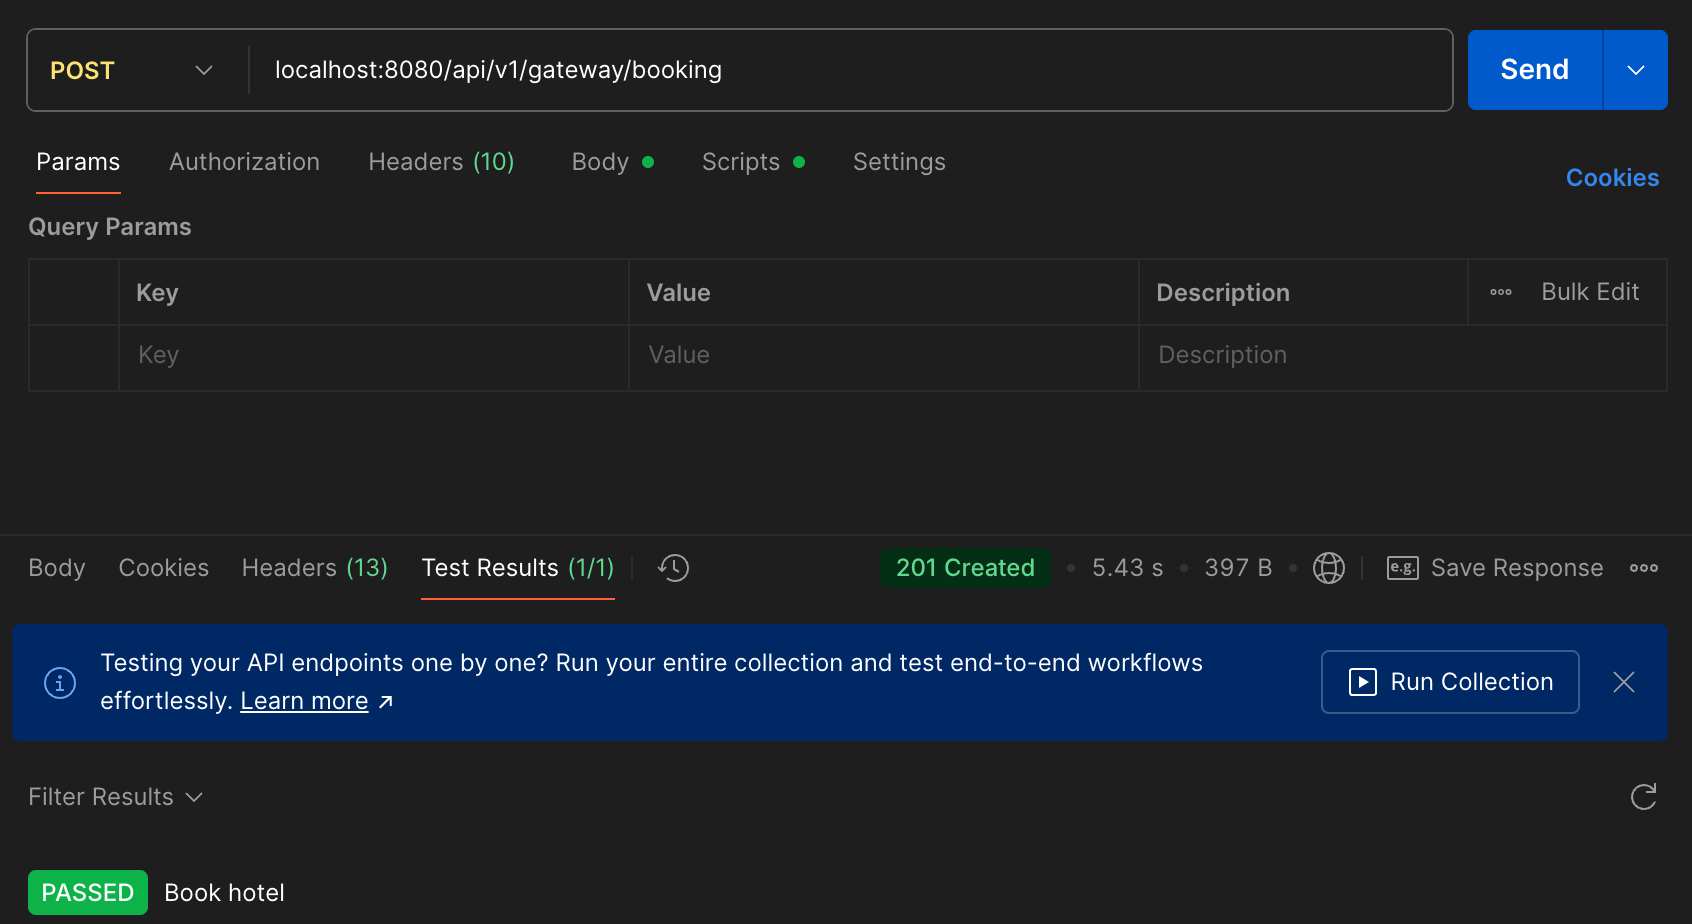 POST localhost:8080/api/v1/gateway/booking Send
Params Authorization Headers (10) Body Scripts Settings Cookies
Query Params
Key Value Description Bulk Edit
Key Value Description
Body Cookies Headers (13) Test Results (1/1) 201 Created 5.43 s 397 B e.g. Save Response
Testing your API endpoints one by one? Run your entire collection and test end-to-end workflows
effortlessly. Learn more ↗ Run Collection
Filter Results
PASSED Book hotel